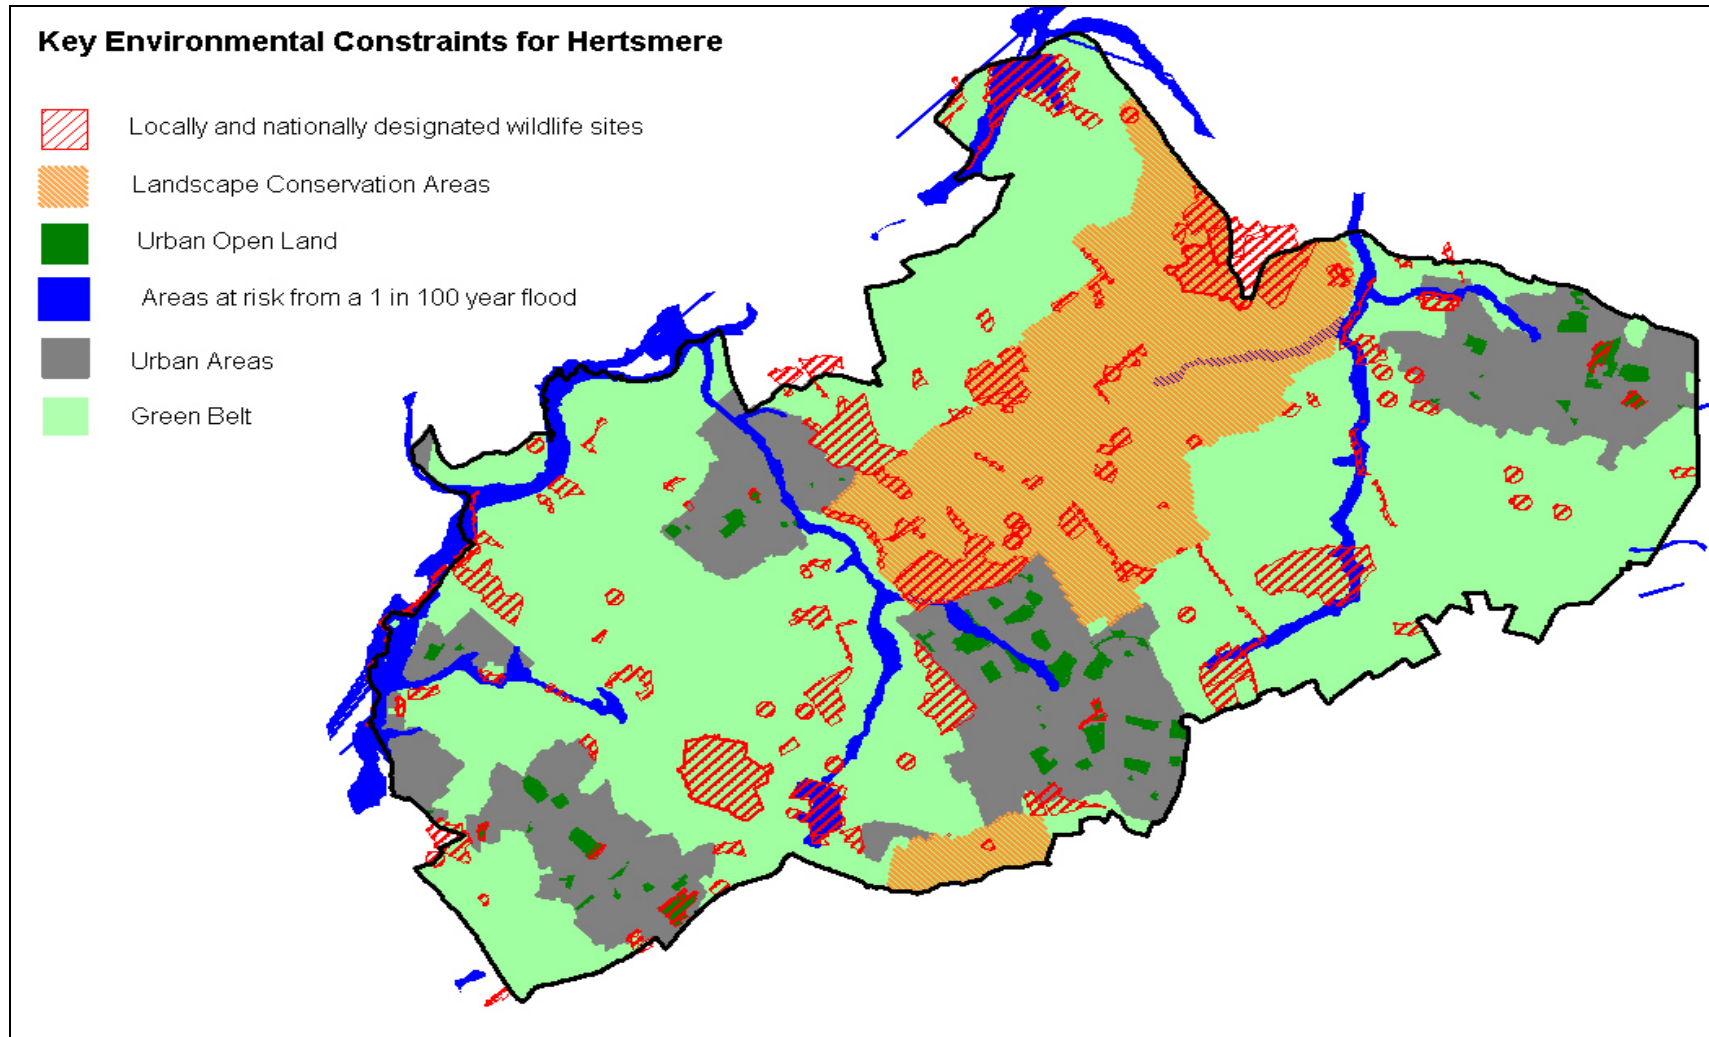 Key Environmental Constraints for Hertsmere
Locally and nationally designated wildlife sites
Landscape Conservation Areas
Urban Open Land
Areas at risk from a 1 in 100 year flood
Urban Areas
Green Belt